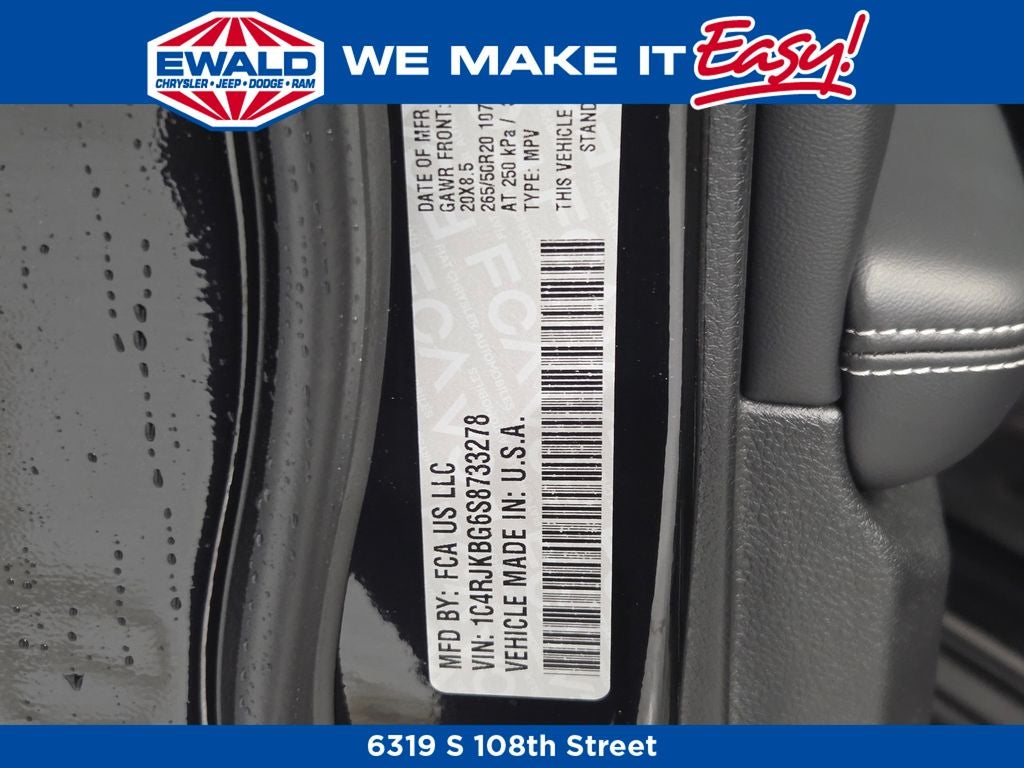 EWALD
CHRYSLER • JEEP • DODGE • RAM
WE MAKE IT Easy!
MFD BY: FCA US LLC
VIN: 1C4RJKBG6S8733278
VEHICLE MADE IN: U.S.A.
DATE OF MFR
GAWR FRONT:
20X8.5
265/50R20 107
AT 250 kPa /
TYPE: MPV
THIS VEHICLE
STAND
FCA
6319 S 108th Street